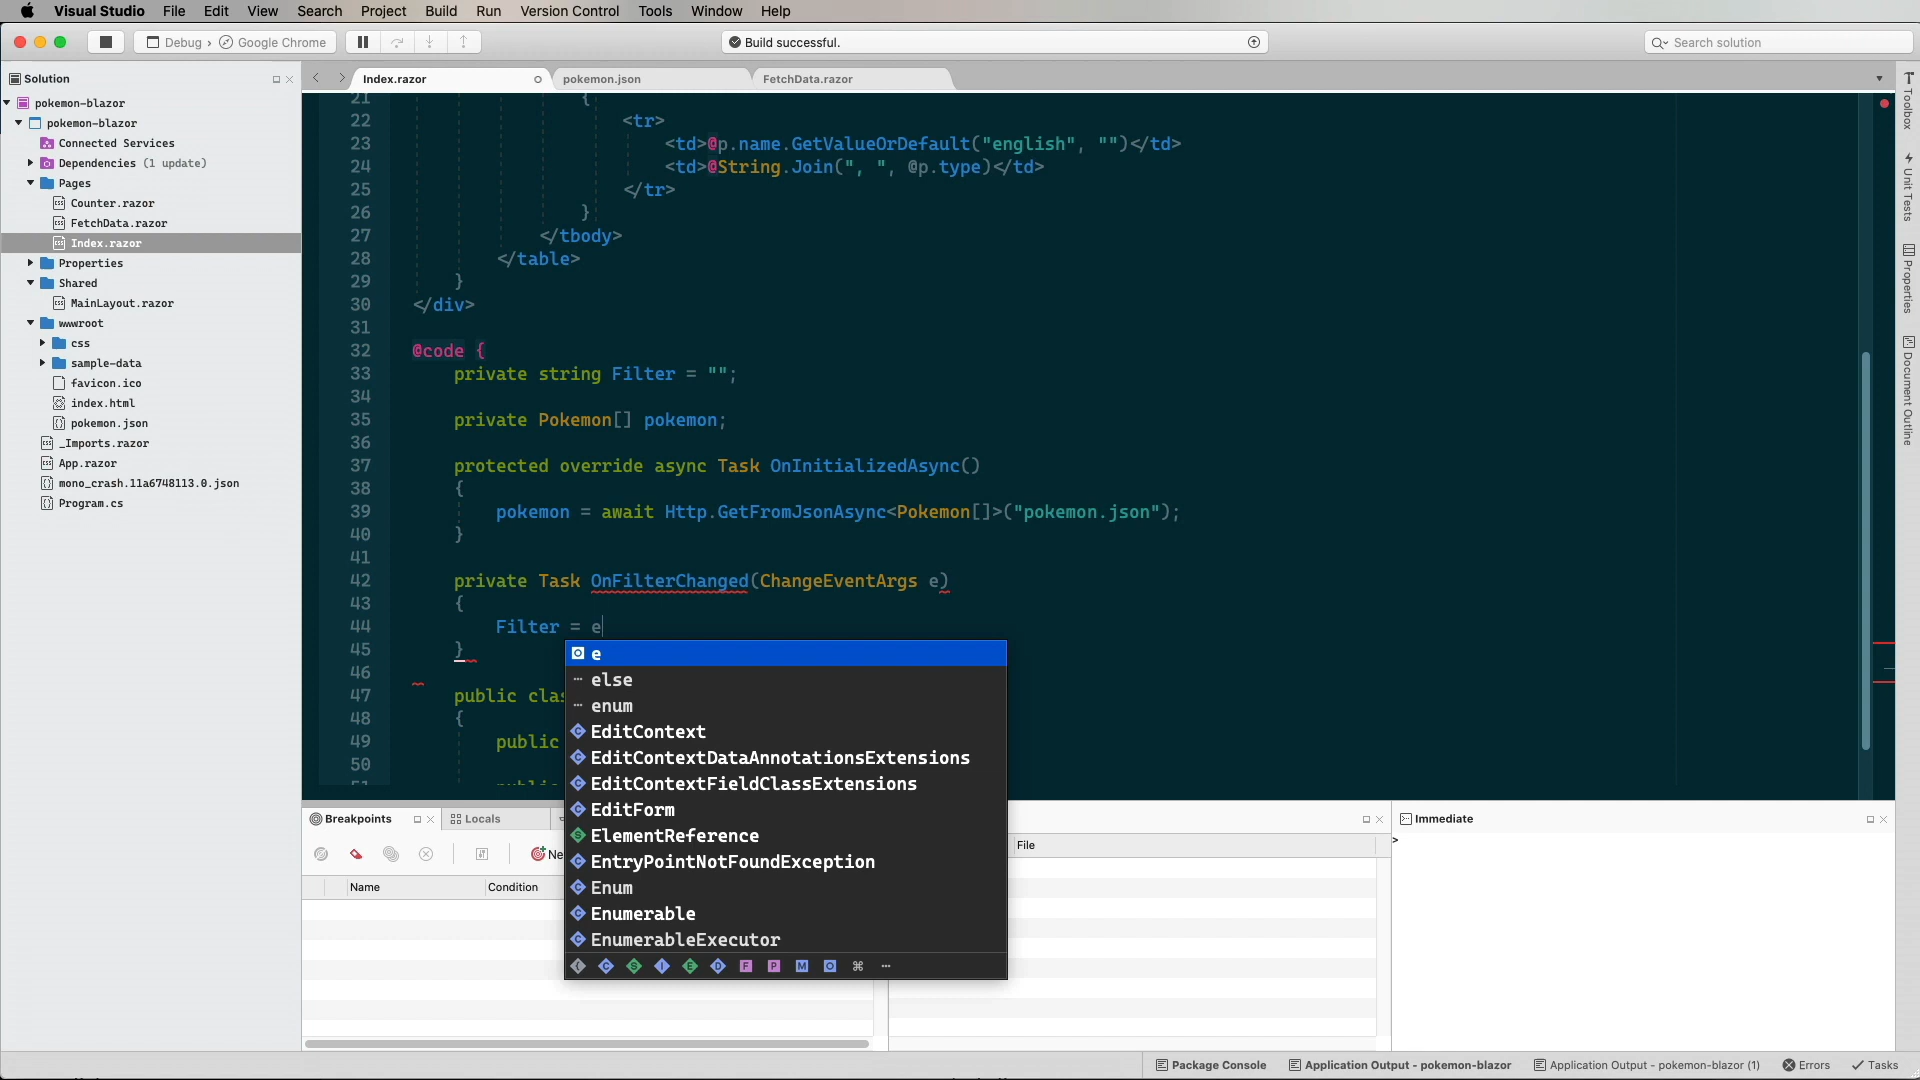 Visual Studio File Edit View Search Project Build Run Version Control Tools Window Help
Debug › Google Chrome
Build successful.
Search solution
Solution
Index.razor
pokemon.json
FetchData.razor
pokemon-blazor
pokemon-blazor
Connected Services
Dependencies (1 update)
Pages
Counter.razor
FetchData.razor
Index.razor
Properties
Shared
MainLayout.razor
wwwroot
css
sample-data
favicon.ico
index.html
pokemon.json
_Imports.razor
App.razor
mono_crash.11a6748113.0.json
Program.cs
21 {
22 <tr>
23 <td>@p.name.GetValueOrDefault("english", "")</td>
24 <td>@String.Join(", ", @p.type)</td>
25 </tr>
26 }
27 </tbody>
28 </table>
29 }
30 </div>
31
32 @code {
33 private string Filter = "";
34
35 private Pokemon[] pokemon;
36
37 protected override async Task OnInitializedAsync()
38 {
39 pokemon = await Http.GetFromJsonAsync<Pokemon[]>("pokemon.json");
40 }
41
42 private Task OnFilterChanged(ChangeEventArgs e)
43 {
44 Filter = e
45 }
46
47 public clas
48 {
49 public
50
e
else
enum
EditContext
EditContextDataAnnotationsExtensions
EditContextFieldClassExtensions
EditForm
ElementReference
EntryPointNotFoundException
Enum
Enumerable
EnumerableExecutor
Toolbox
Unit Tests
Properties
Document Outline
Breakpoints
Locals
Ne
Name
Condition
File
Immediate
>
Package Console
Application Output - pokemon-blazor
Application Output - pokemon-blazor (1)
Errors
Tasks